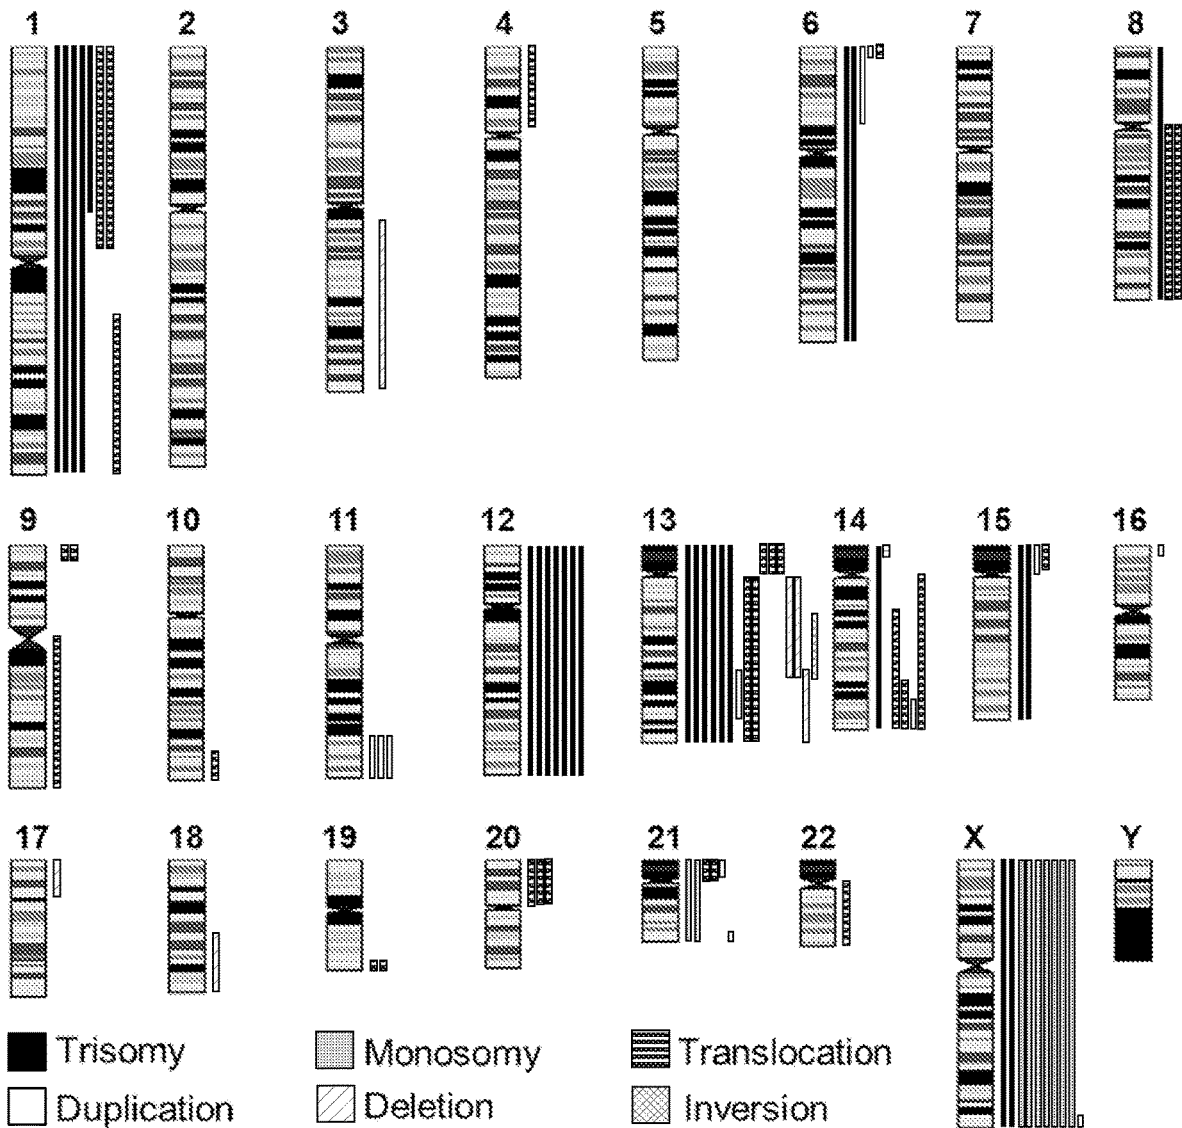 1 2 3 4 5 6 7 8
9 10 11 12 13 14 15 16
17 18 19 20 21 22 X Y
Trisomy Monosomy Translocation
Duplication Deletion Inversion